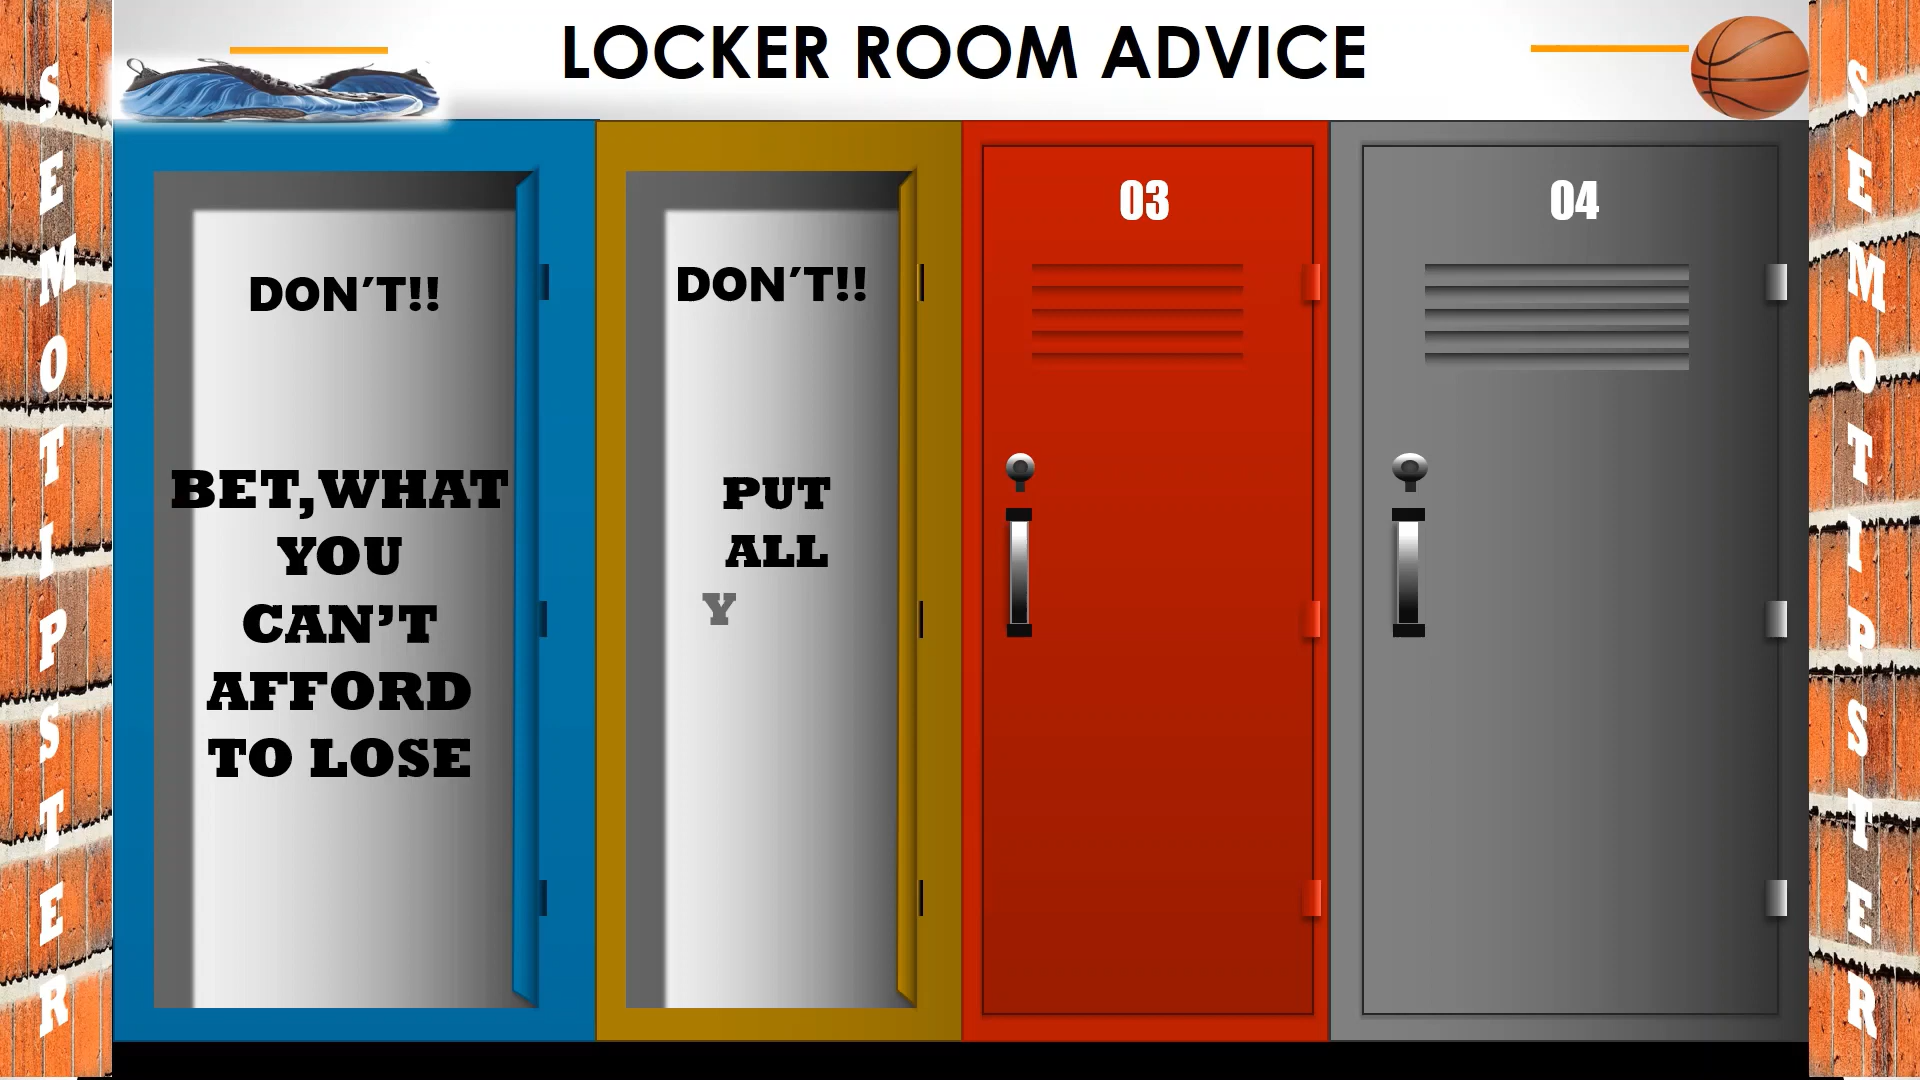 LOCKER ROOM ADVICE
SEMOTIPSTER
DON'T!!
BET,WHAT
YOU
CAN'T
AFFORD
TO LOSE
DON'T!!
PUT
ALL
Y
03
04
SEMOTIPSTER